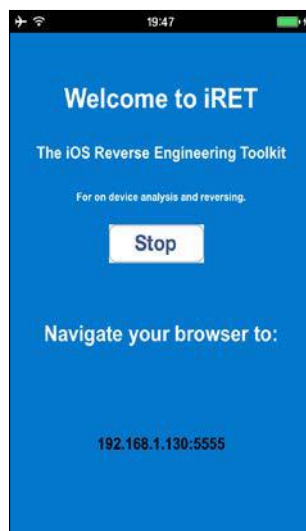 19:47
Welcome to iRET
The iOS Reverse Engineering Toolkit
For on device analysis and reversing.
Stop
Navigate your browser to:
192.168.1.130:5555